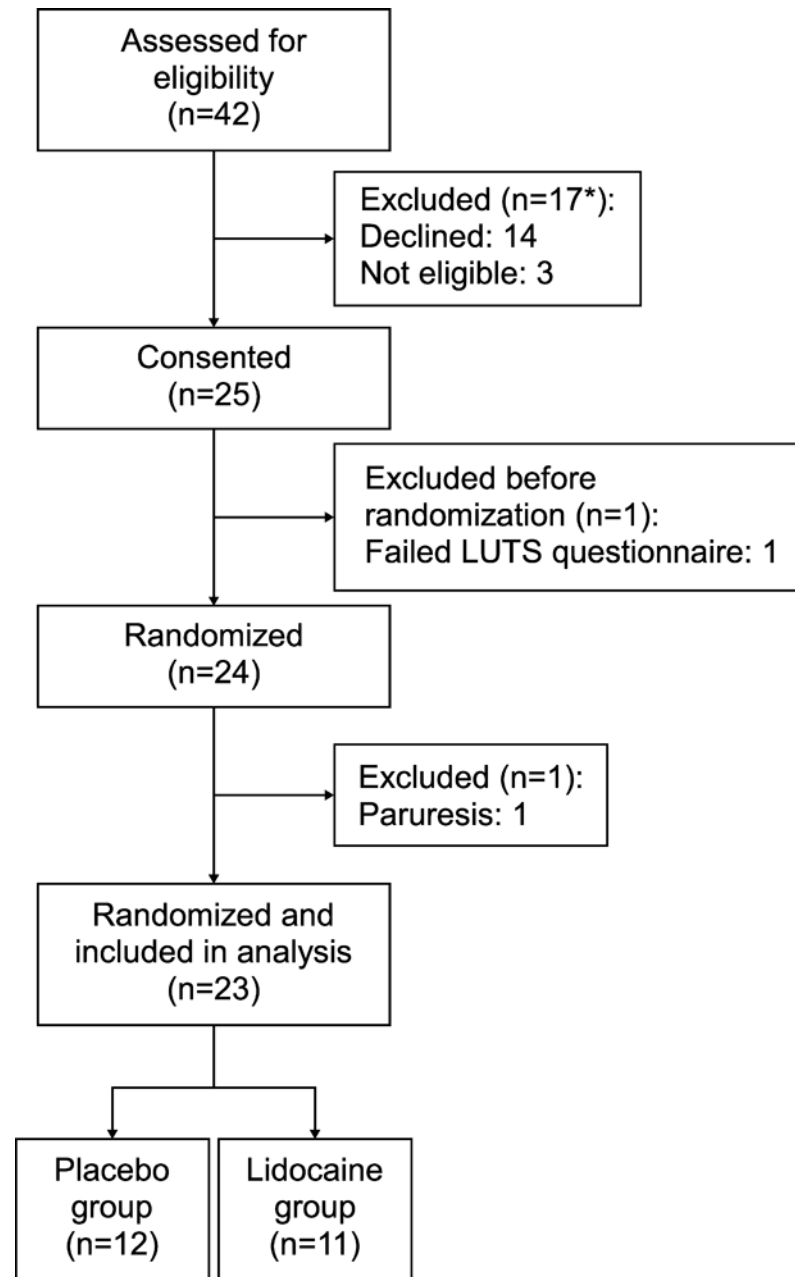 Assessed for
eligibility
(n=42)
Excluded (n=17*):
Declined: 14
Not eligible: 3
Consented
(n=25)
Excluded before
randomization (n=1):
Failed LUTS questionnaire: 1
Randomized
(n=24)
Excluded (n=1):
Paruresis: 1
Randomized and
included in analysis
(n=23)
Placebo
group
(n=12)
Lidocaine
group
(n=11)